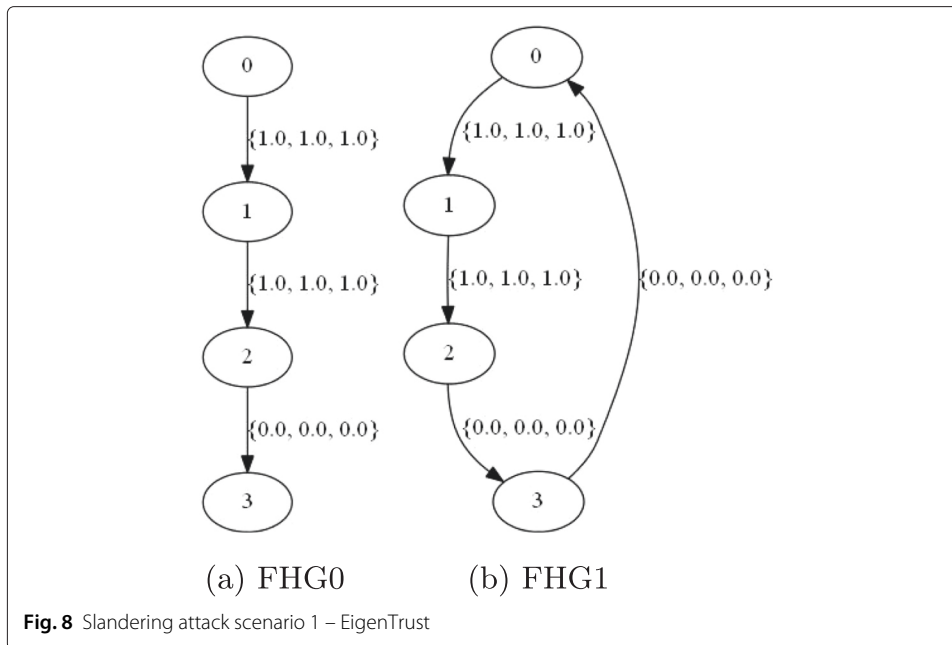 0
{1.0, 1.0, 1.0}
1
{1.0, 1.0, 1.0}
2
{0.0, 0.0, 0.0}
3
(a) FHG0
0
{1.0, 1.0, 1.0}
1
{1.0, 1.0, 1.0}
{0.0, 0.0, 0.0}
2
{0.0, 0.0, 0.0}
3
(b) FHG1
Fig. 8 Slandering attack scenario 1 – EigenTrust